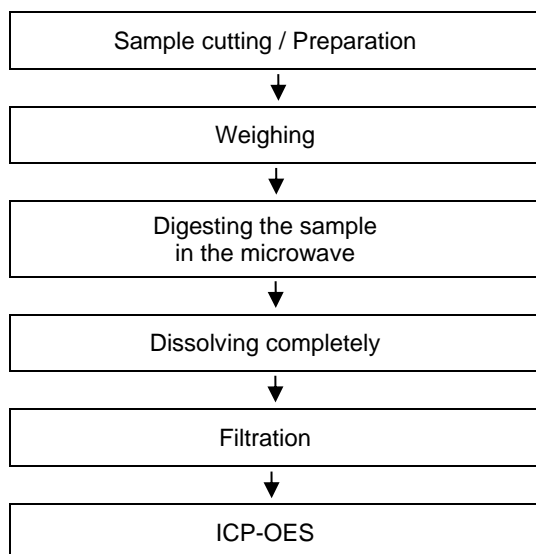 Sample cutting / Preparation
Weighing
Digesting the sample
in the microwave
Dissolving completely
Filtration
ICP-OES